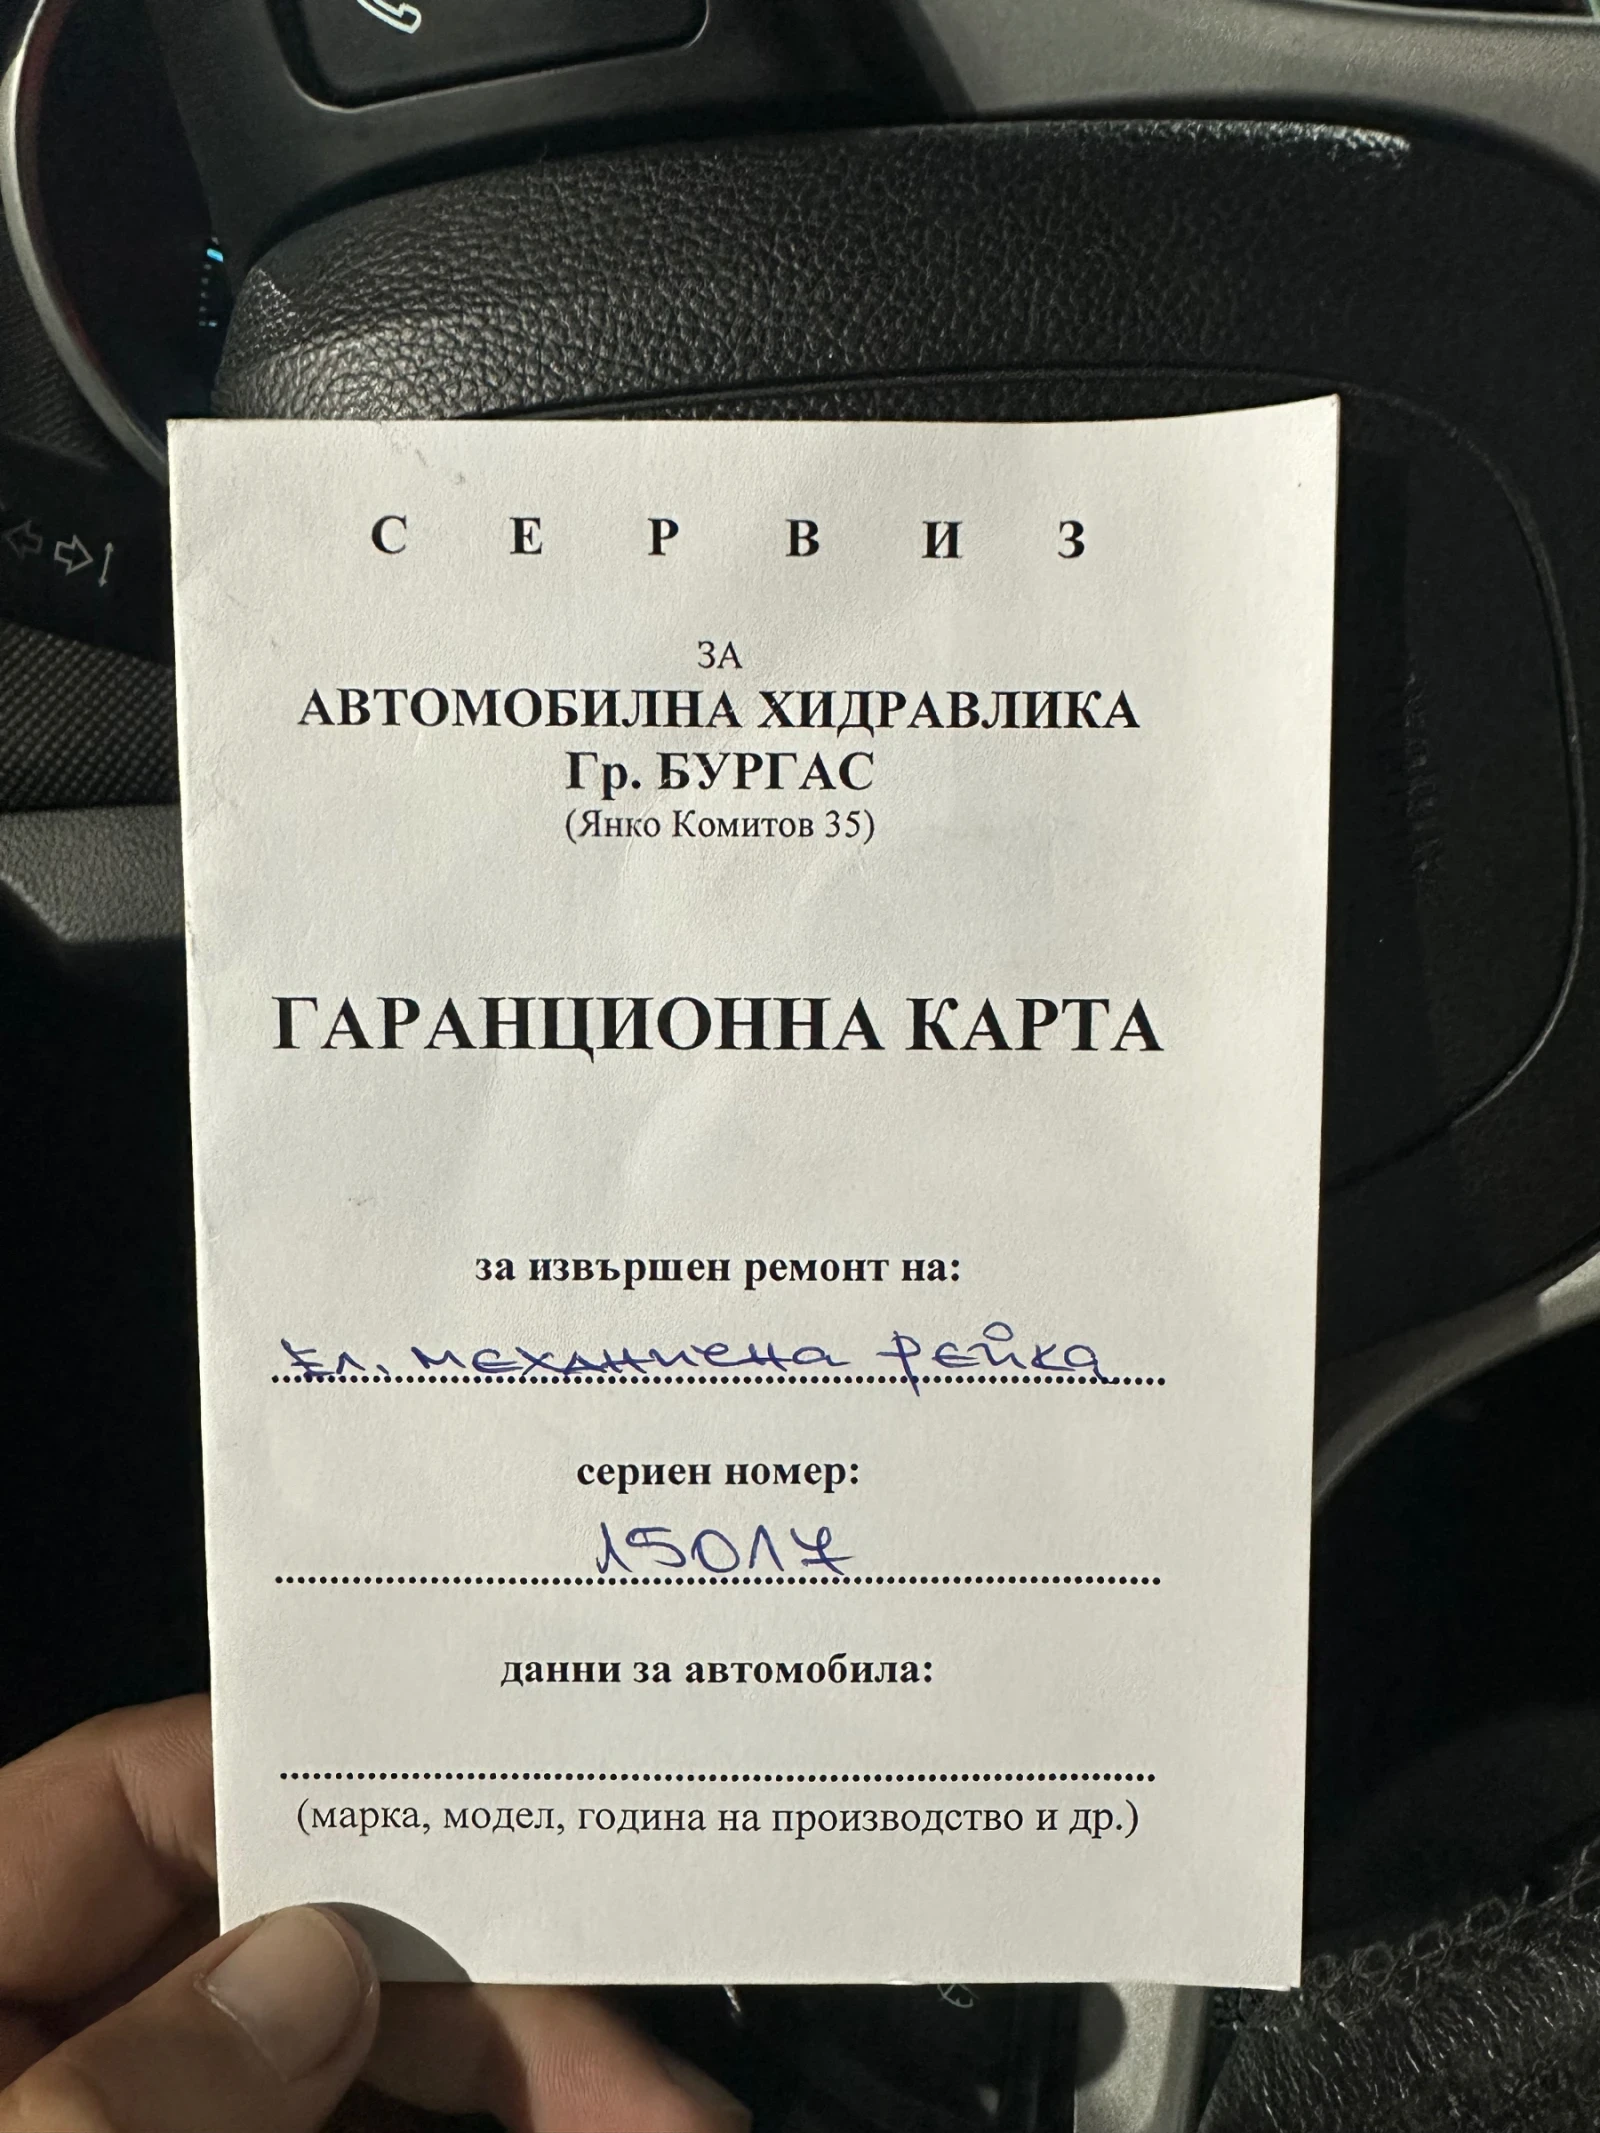 С Е Р В И З
ЗА
АВТОМОБИЛНА ХИДРАВЛИКА
Гр. БУРГАС
(Янко Комитов 35)
ГАРАНЦИОННА КАРТА
за извършен ремонт на:
Ел. механична рейка
сериен номер:
15017
данни за автомобила:
(марка, модел, година на производство и др.)